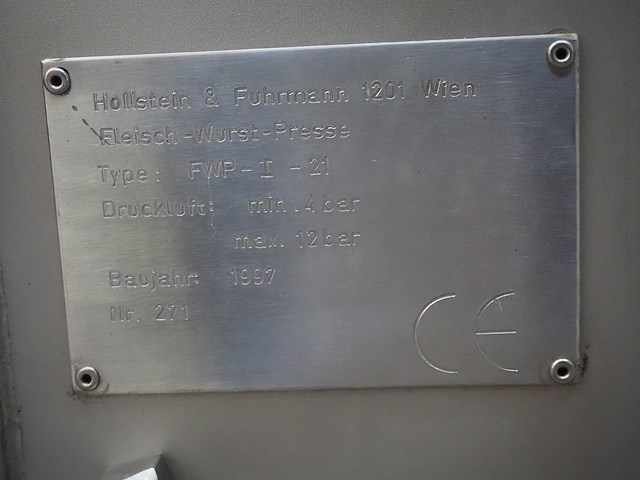 Hollstein & Fuhrmann 1201 Wien
Fleisch-Wurst-Presse
Type: FWP-I-21
Druckluft: min. 4 bar
max. 12 bar
Baujahr: 1997
Nr. 271
CE